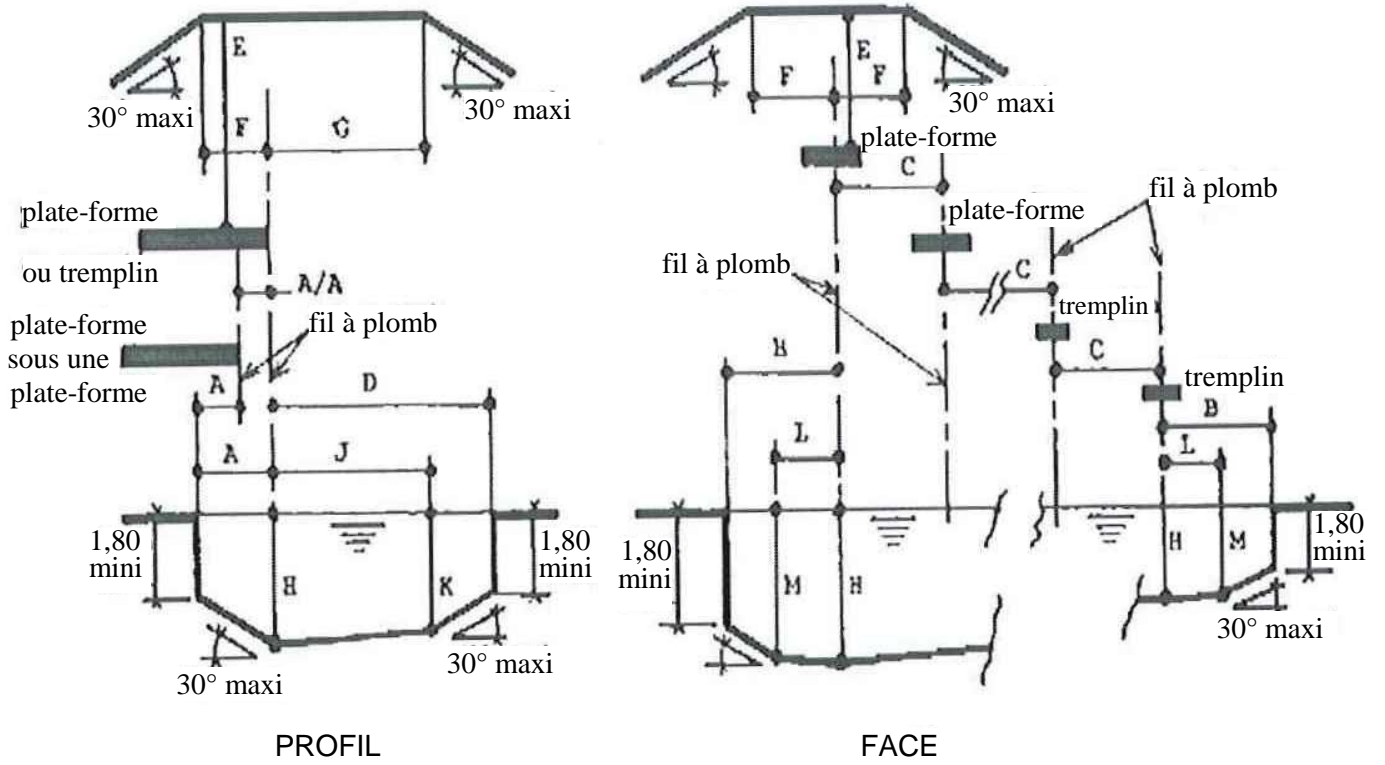 E
E
30° maxi
30° maxi
F
F
30° maxi
F
G
plate-forme
plate-forme
C
fil à plomb
plate-forme
plate-forme
ou tremplin
fil à plomb
C
A/A
tremplin
plate-forme
sous une
plate-forme
fil à plomb
H
C
tremplin
A
D
B
A
J
L
L
1,80
mini
1,80
mini
1,80
mini
1,80
mini
H
K
M
H
H
M
30° maxi
30° maxi
30° maxi
PROFIL
FACE